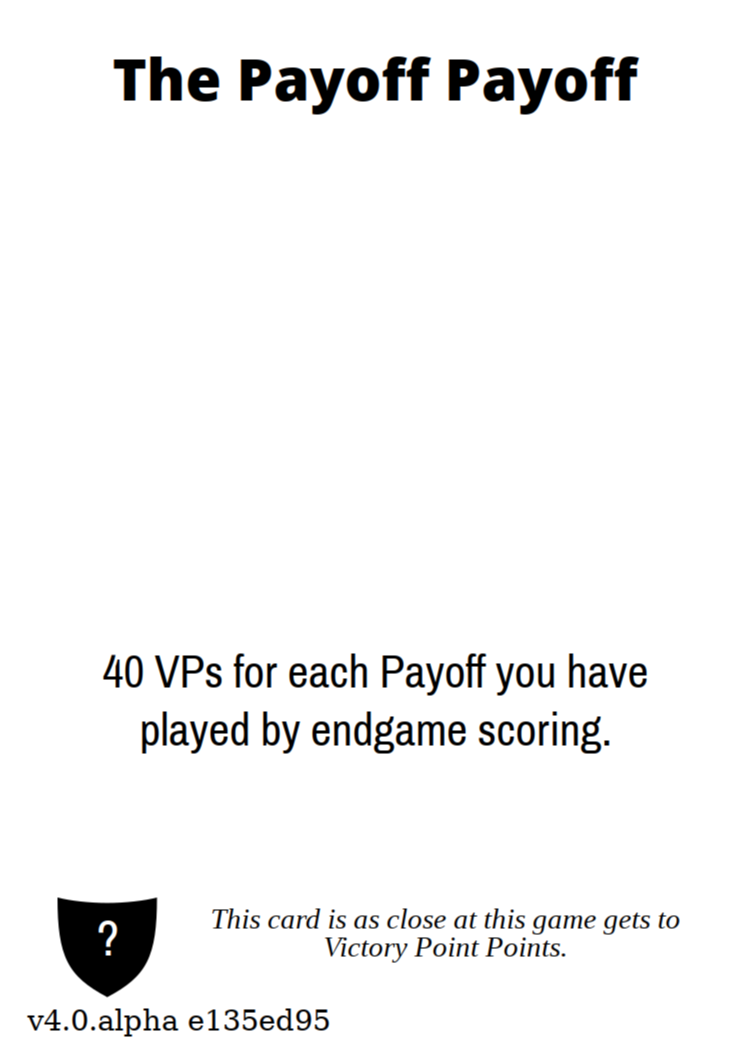 The Payoff Payoff
40 VPs for each Payoff you have
played by endgame scoring.
?
This card is as close at this game gets to
Victory Point Points.
v4.0.alpha e135ed95